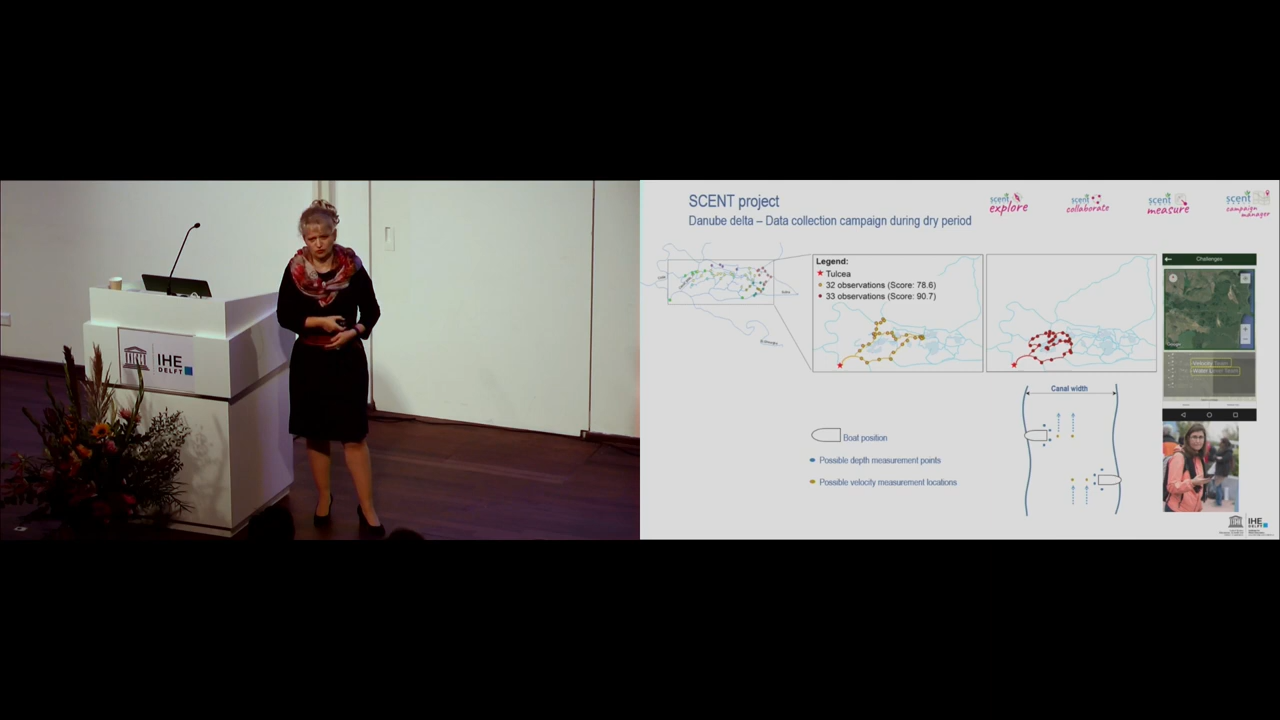 IHE
DELFT
SCENT project
Danube delta – Data collection campaign during dry period
scent
explore
scent
collaborate
scent
measure
scent
campaign
manager
Legend:
Tulcea
32 observations (Score: 78.6)
33 observations (Score: 90.7)
Challenges
Canal width
Boat position
Possible depth measurement points
Possible velocity measurement locations
IHE
DELFT